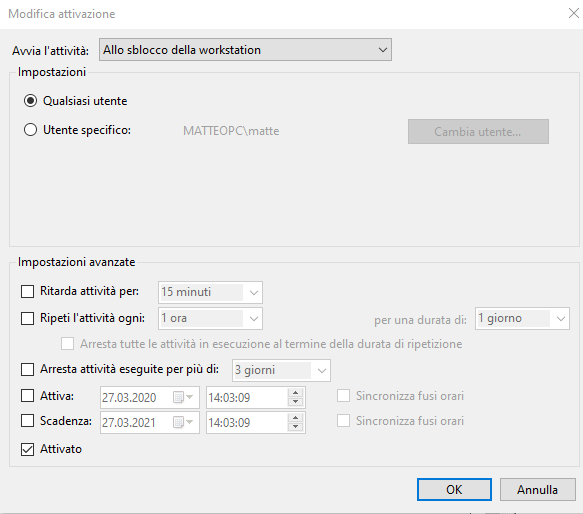 Modifica attivazione
Avvia l'attività: Allo sblocco della workstation
Impostazioni
Qualsiasi utente
Utente specifico: MATTEOPC\matte Cambia utente...
Impostazioni avanzate
Ritarda attività per: 15 minuti
Ripeti l'attività ogni: 1 ora per una durata di: 1 giorno
Arresta tutte le attività in esecuzione al termine della durata di ripetizione
Arresta attività eseguite per più di: 3 giorni
Attiva: 27.03.2020 14:03:09 Sincronizza fusi orari
Scadenza: 27.03.2021 14:03:09 Sincronizza fusi orari
Attivato
OK Annulla